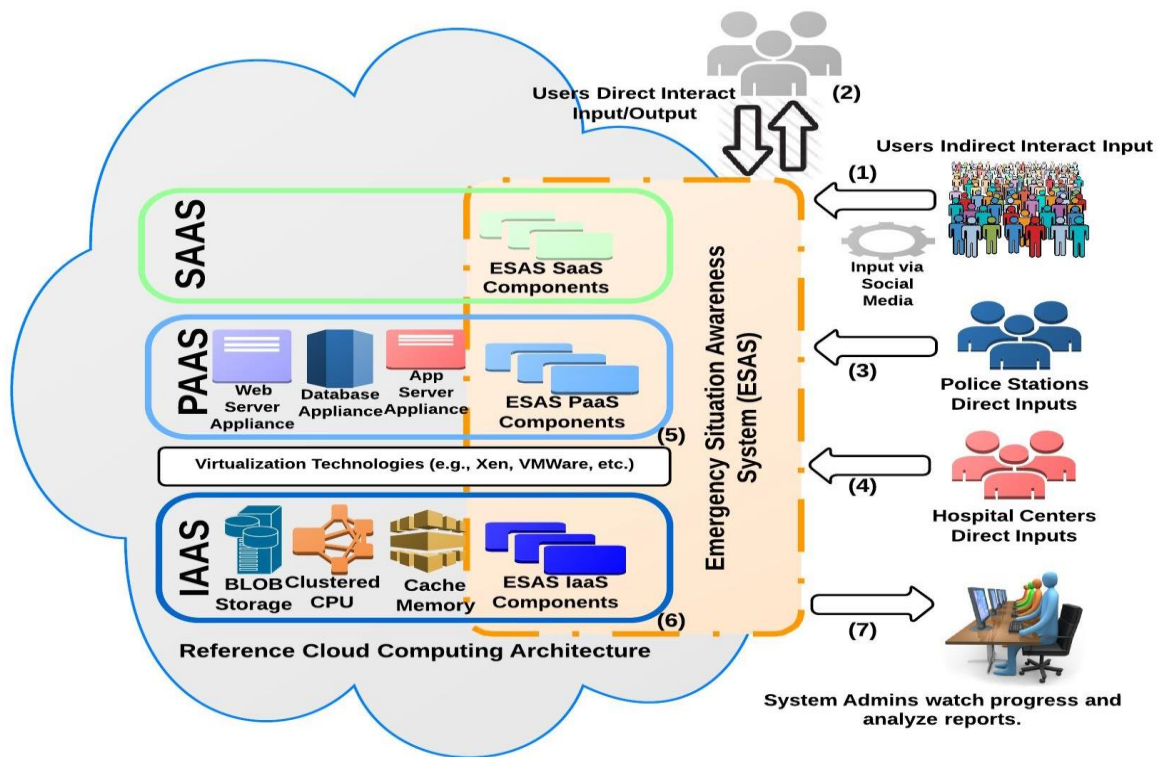 Users Direct Interact
Input/Output
(2)
Users Indirect Interact Input
(1)
Input via
Social
Media
SAAS
ESAS SaaS
Components
PAAS
Web
Server
Appliance
Database
Appliance
App
Server
Appliance
ESAS PaaS
Components
(5)
Emergency Situation Awareness
System (ESAS)
(3)
Police Stations
Direct Inputs
Virtualization Technologies (e.g., Xen, VMWare, etc.)
(4)
Hospital Centers
Direct Inputs
IAAS
BLOB
Storage
Clustered
CPU
Cache
Memory
ESAS IaaS
Components
(6)
(7)
Reference Cloud Computing Architecture
System Admins watch progress and
analyze reports.